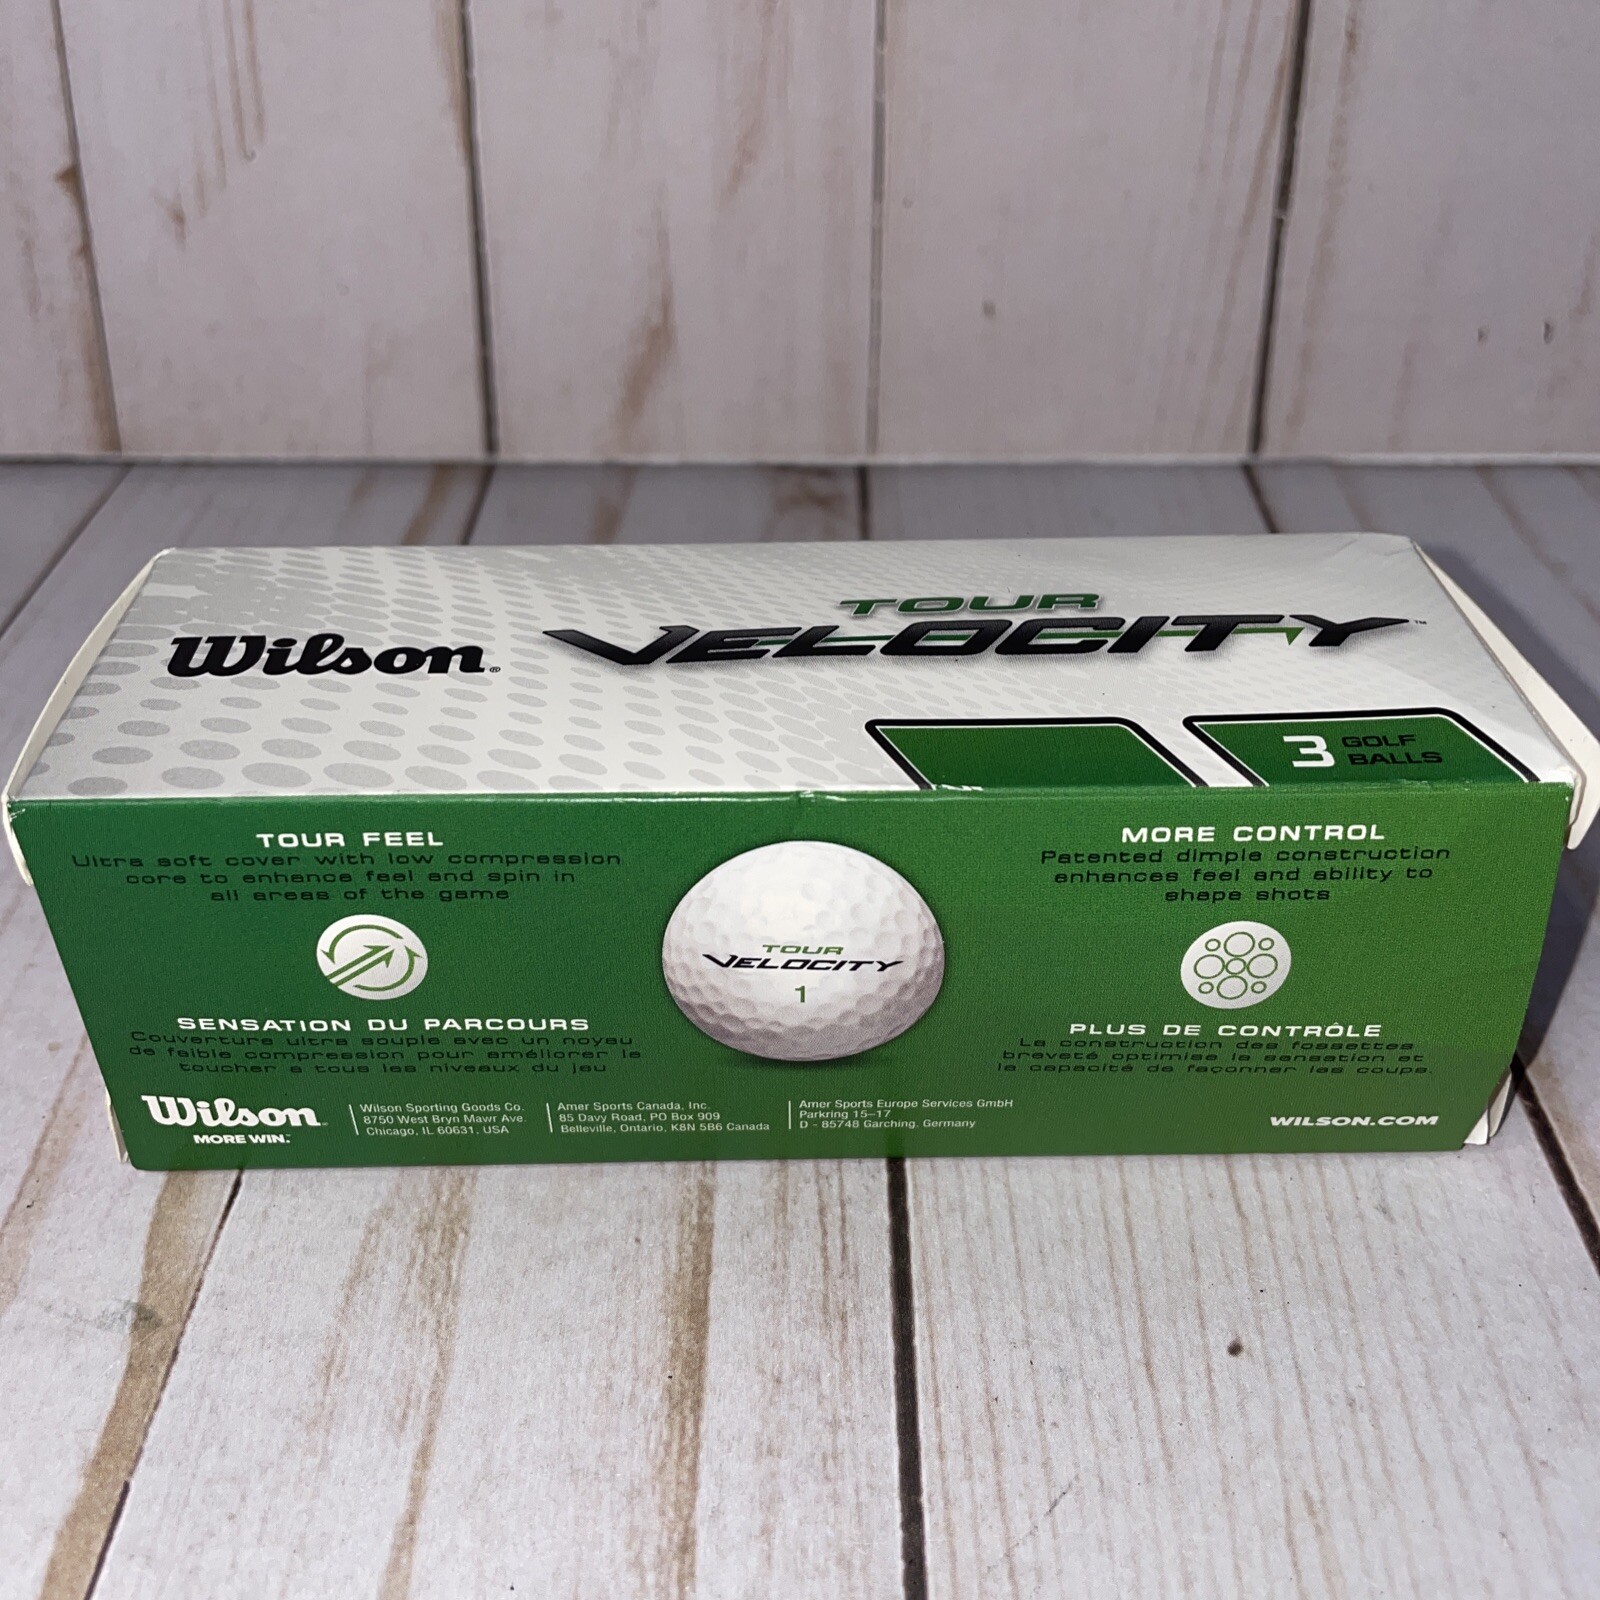 Wilson®
TOUR
VELOCITY™
3 GOLF
BALLS
TOUR FEEL
Ultra soft cover with low compression
core to enhance feel and spin in
all areas of the game
SENSATION DU PARCOURS
Couverture ultra souple avec un noyau
de faible compression pour améliorer le
toucher a tous les niveaux du jeu
TOUR
VELOCITY
1
MORE CONTROL
Patented dimple construction
enhances feel and ability to
shape shots
PLUS DE CONTRÔLE
La construction des fossettes
breveté optimise la sensation et
la capacité de façonner les coups.
Wilson®
MORE WIN.™
Wilson Sporting Goods Co.
8750 West Bryn Mawr Ave.
Chicago, IL 60631, USA
Amer Sports Canada, Inc.
85 Davy Road, PO Box 909
Belleville, Ontario, K8N 5B6 Canada
Amer Sports Europe Services GmbH
Parkring 15–17
D - 85748 Garching, Germany
WILSON.COM